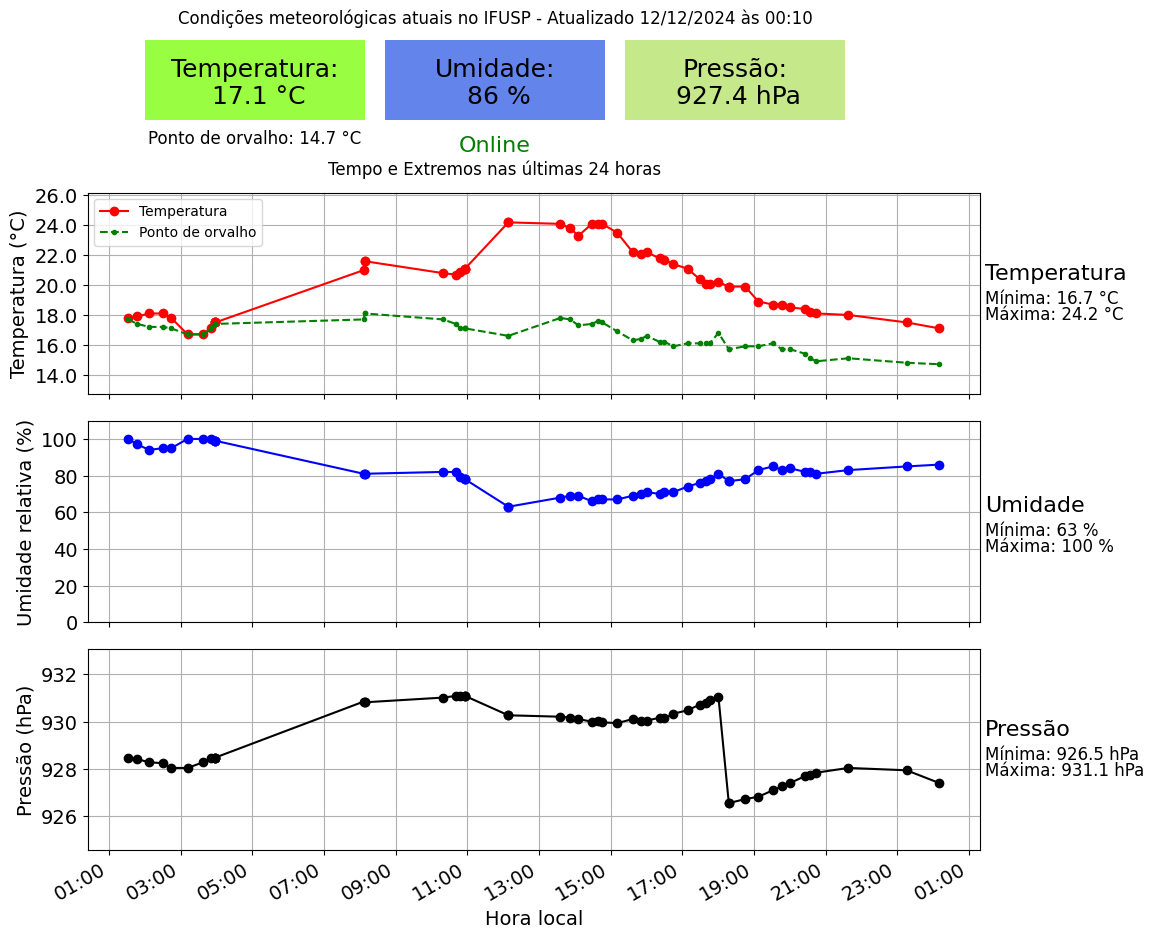 Condições meteorológicas atuais no IFUSP - Atualizado 12/12/2024 às 00:10
Temperatura:
17.1 °C
Umidade:
86 %
Pressão:
927.4 hPa
Ponto de orvalho: 14.7 °C
Online
Tempo e Extremos nas últimas 24 horas
Temperatura (°C)
26.0
24.0
22.0
20.0
18.0
16.0
14.0
Temperatura
Ponto de orvalho
Temperatura
Mínima: 16.7 °C
Máxima: 24.2 °C
Umidade relativa (%)
100
80
60
40
20
0
Umidade
Mínima: 63 %
Máxima: 100 %
Pressão (hPa)
932
930
928
926
Pressão
Mínima: 926.5 hPa
Máxima: 931.1 hPa
01:00 03:00 05:00 07:00 09:00 11:00 13:00 15:00 17:00 19:00 21:00 23:00 01:00
Hora local